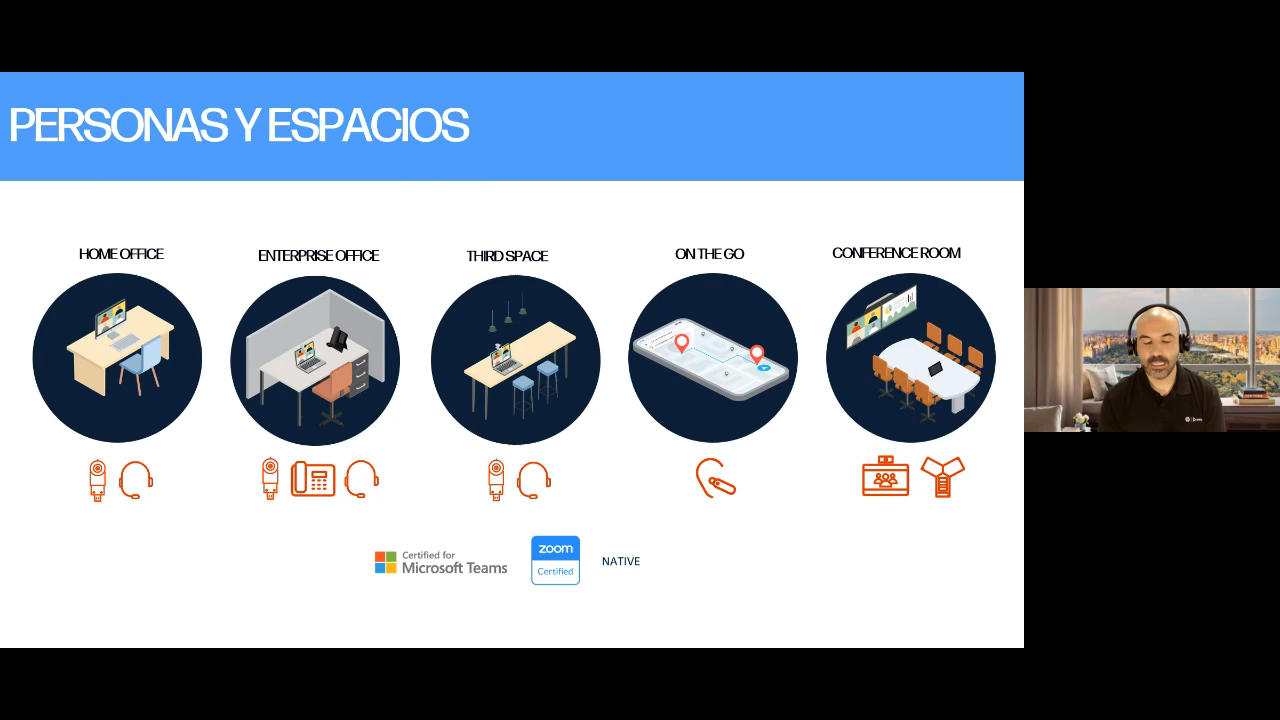 PERSONAS Y ESPACIOS
HOME OFFICE
ENTERPRISE OFFICE
THIRD SPACE
ON THE GO
CONFERENCE ROOM
Certified for
Microsoft Teams
zoom
Certified
NATIVE